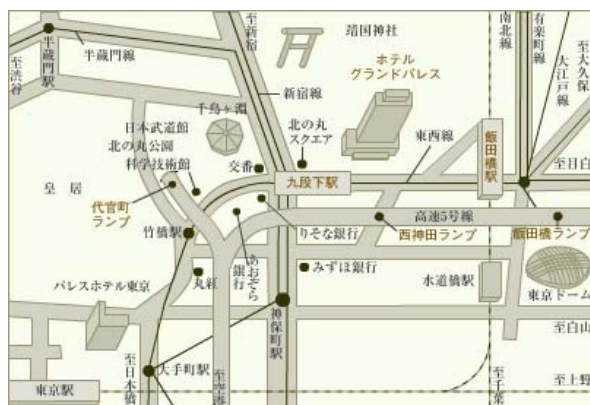 至新宿
靖国神社
南北線
有楽町線
至大久保
大江戸線
半蔵門線
半蔵門駅
至渋谷
ホテル
グランドパレス
新宿線
千鳥ヶ淵
日本武道館
北の丸公園
科学技術館
北の丸
スクエア
交番
東西線
飯田橋駅
至目白
九段下駅
皇居
代官町
ランプ
竹橋駅
高速5号線
りそな銀行
西神田ランプ
飯田橋ランプ
あおぞら
銀行
丸紅
みずほ銀行
水道橋駅
東京ドーム
パレスホテル東京
神保町駅
至白山
大手町駅
至日本橋
至空港
至千葉
至上野
東京駅